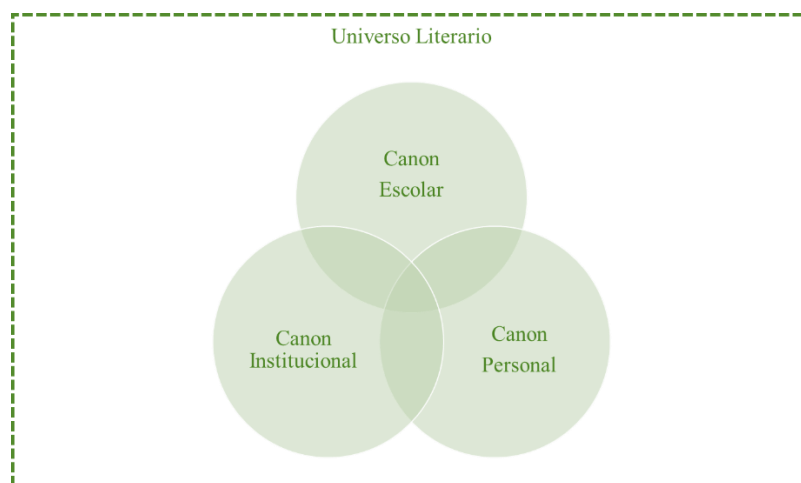 Universo Literario
Canon
Escolar
Canon
Institucional
Canon
Personal